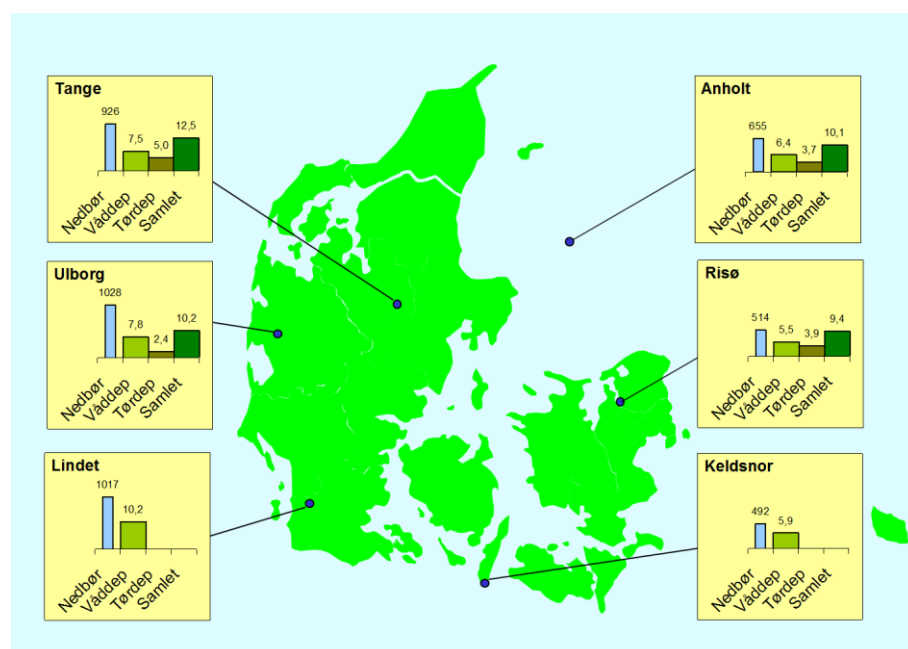 Tange
926
7,5
5,0
12,5
Nedbør
Våddep
Tørdep
Samlet
Ulborg
1028
7,8
2,4
10,2
Nedbør
Våddep
Tørdep
Samlet
Lindet
1017
10,2
Nedbør
Våddep
Tørdep
Samlet
Anholt
655
6,4
3,7
10,1
Nedbør
Våddep
Tørdep
Samlet
Risø
514
5,5
3,9
9,4
Nedbør
Våddep
Tørdep
Samlet
Keldsnor
492
5,9
Nedbør
Våddep
Tørdep
Samlet